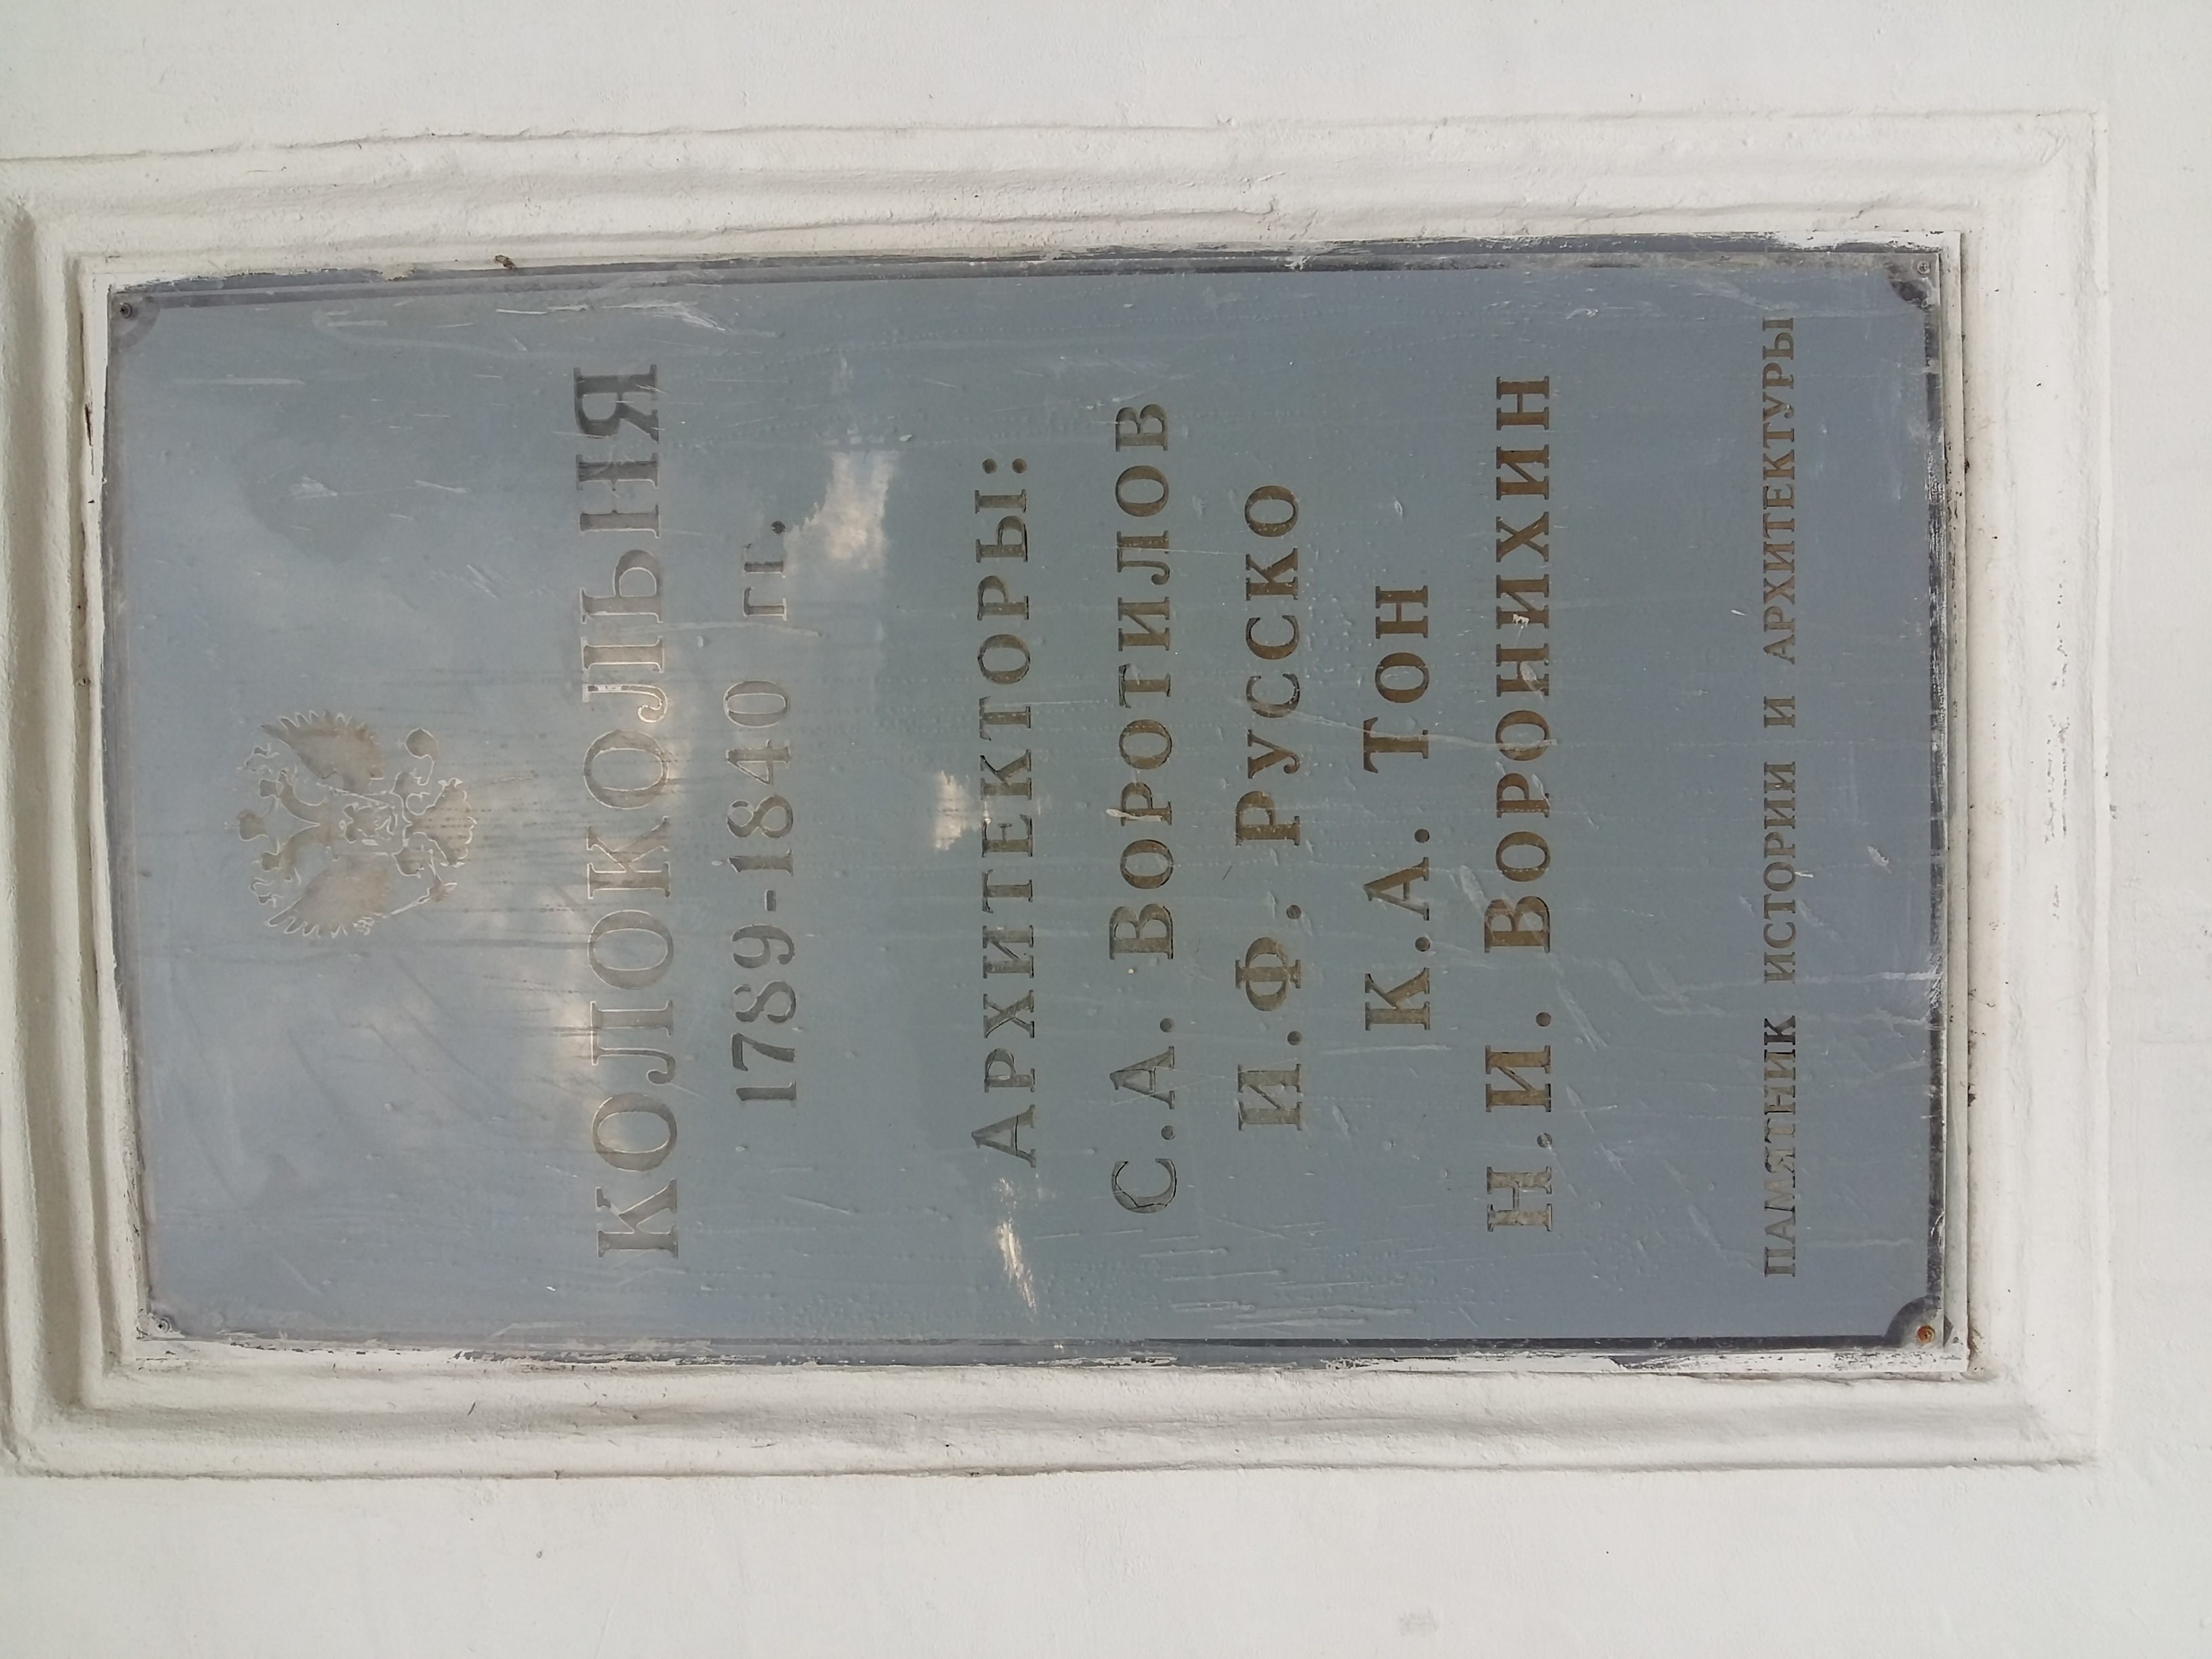 КОЛОКОЛЬНЯ
1789-1840 гг.
АРХИТЕКТОРЫ:
С.А. ВОРОТИЛОВ
И.Ф. РУССКО
К.А. ТОН
Н.И. ВОРОНИХИН
ПАМЯТНИК ИСТОРИИ И АРХИТЕКТУРЫ